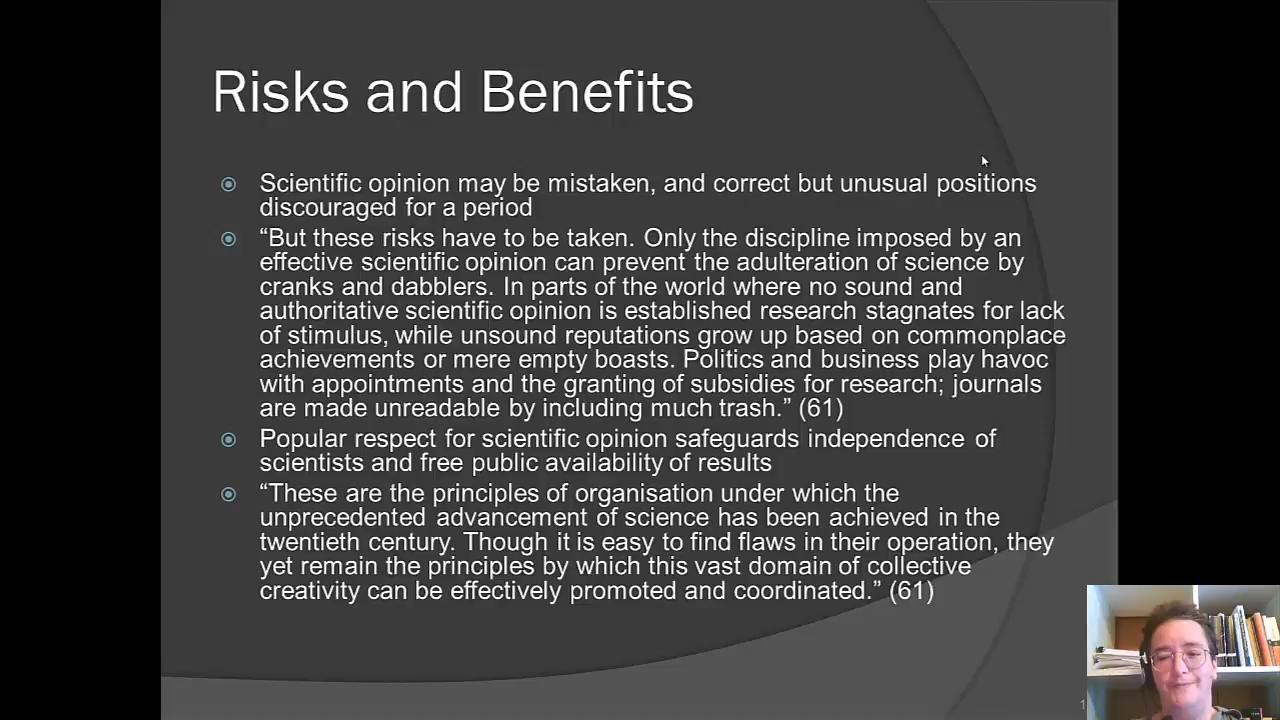 Risks and Benefits
Scientific opinion may be mistaken, and correct but unusual positions
discouraged for a period
“But these risks have to be taken. Only the discipline imposed by an
effective scientific opinion can prevent the adulteration of science by
cranks and dabblers. In parts of the world where no sound and
authoritative scientific opinion is established research stagnates for lack
of stimulus, while unsound reputations grow up based on commonplace
achievements or mere empty boasts. Politics and business play havoc
with appointments and the granting of subsidies for research; journals
are made unreadable by including much trash.” (61)
Popular respect for scientific opinion safeguards independence of
scientists and free public availability of results
“These are the principles of organisation under which the
unprecedented advancement of science has been achieved in the
twentieth century. Though it is easy to find flaws in their operation, they
yet remain the principles by which this vast domain of collective
creativity can be effectively promoted and coordinated.” (61)